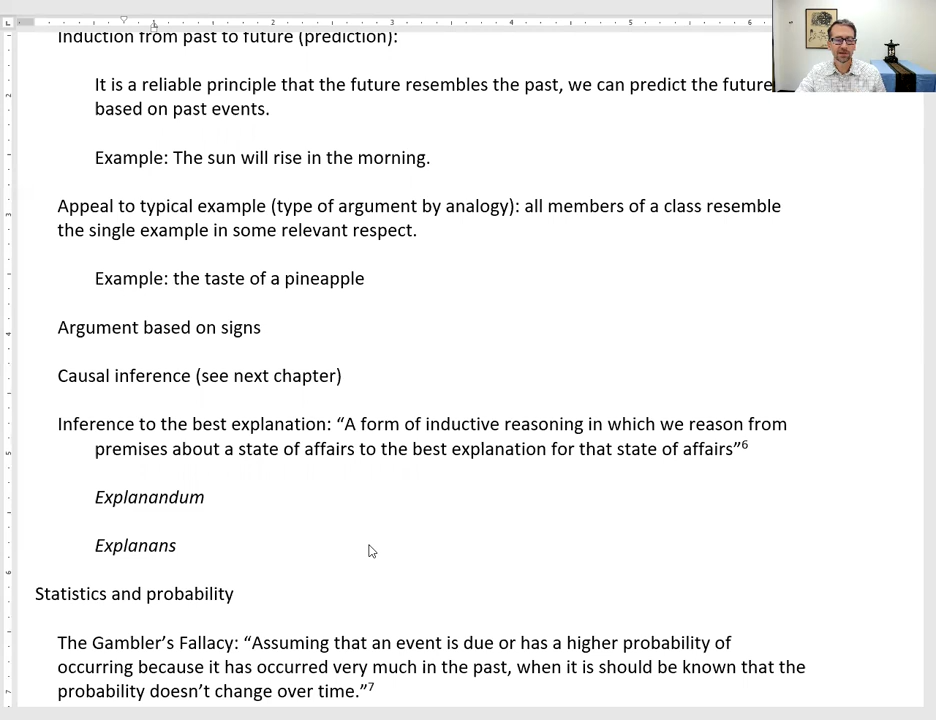 Induction from past to future (prediction):
It is a reliable principle that the future resembles the past, we can predict the future
based on past events.
Example: The sun will rise in the morning.
Appeal to typical example (type of argument by analogy): all members of a class resemble
the single example in some relevant respect.
Example: the taste of a pineapple
Argument based on signs
Causal inference (see next chapter)
Inference to the best explanation: “A form of inductive reasoning in which we reason from
premises about a state of affairs to the best explanation for that state of affairs”6
Explanandum
Explanans
Statistics and probability
The Gambler’s Fallacy: “Assuming that an event is due or has a higher probability of
occurring because it has occurred very much in the past, when it is should be known that the
probability doesn’t change over time.”7